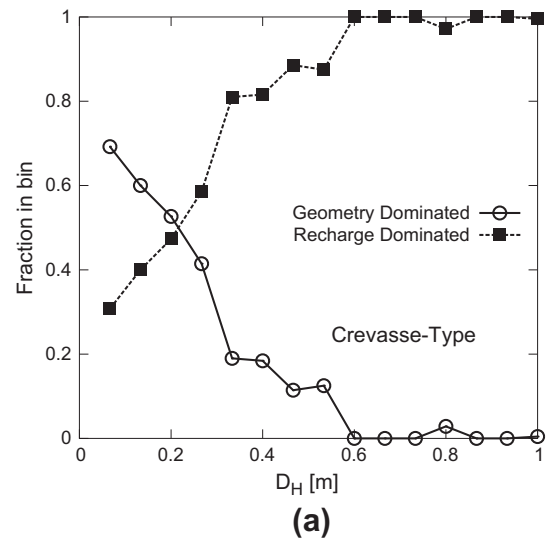 1
0.8
0.6
0.4
0.2
0
Fraction in bin
Geometry Dominated
Recharge Dominated
Crevasse-Type
0 0.2 0.4 0.6 0.8 1
D_H [m]
(a)